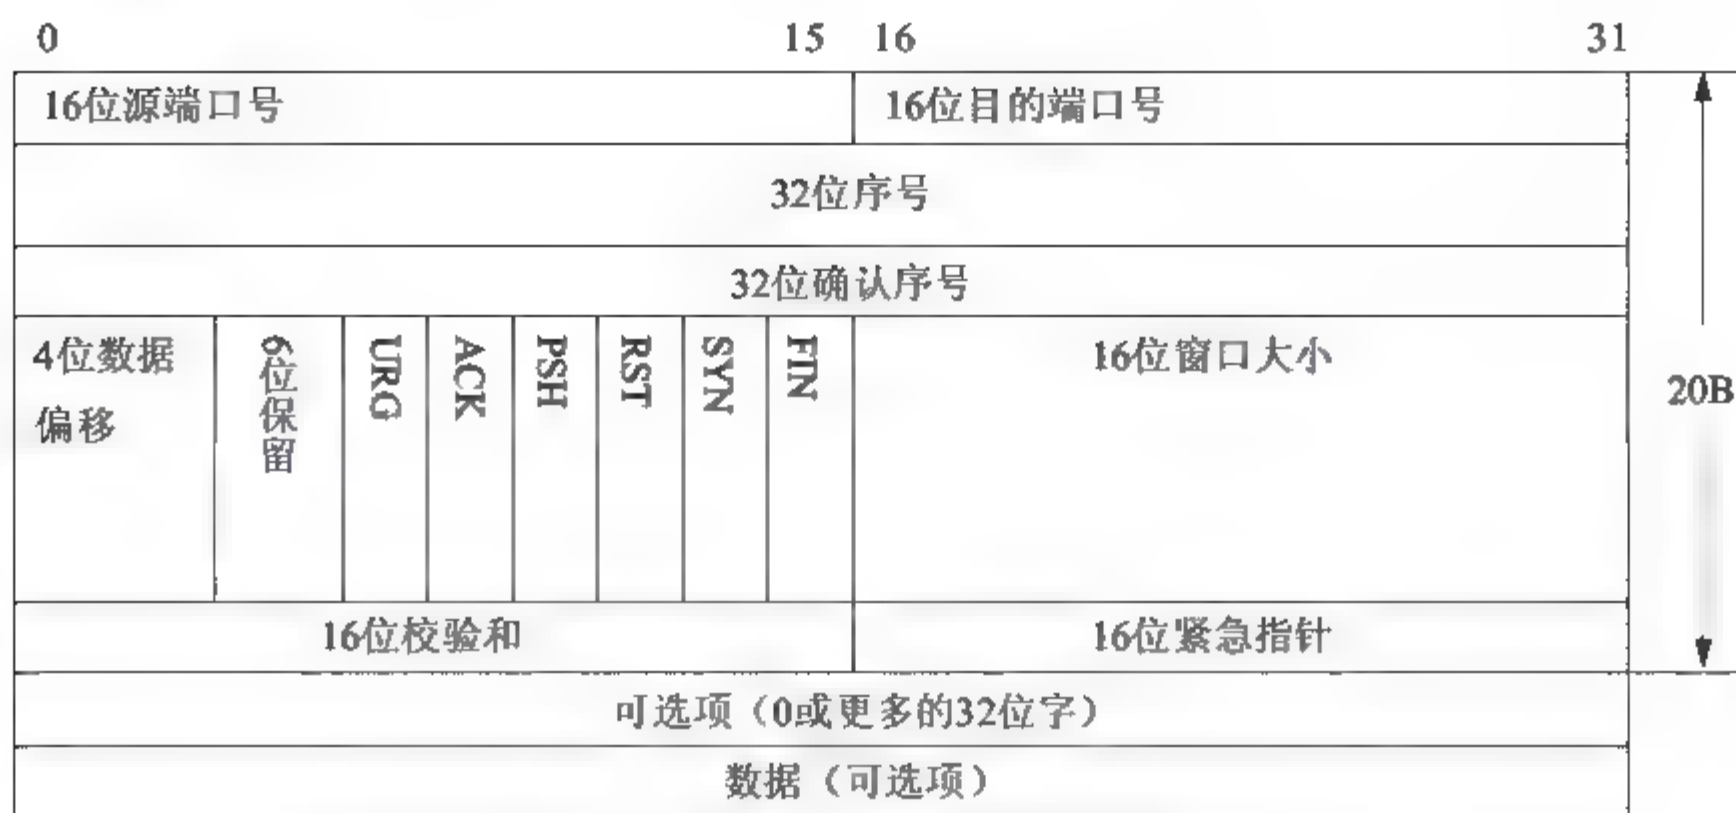 0 15 16 31
16位源端口号 16位目的端口号
32位序号
32位确认序号
4位数据
偏移
6位保留
URG
ACK
PSH
RST
SYN
FIN
16位窗口大小
20B
16位校验和 16位紧急指针
可选项（0或更多的32位字）
数据（可选项）